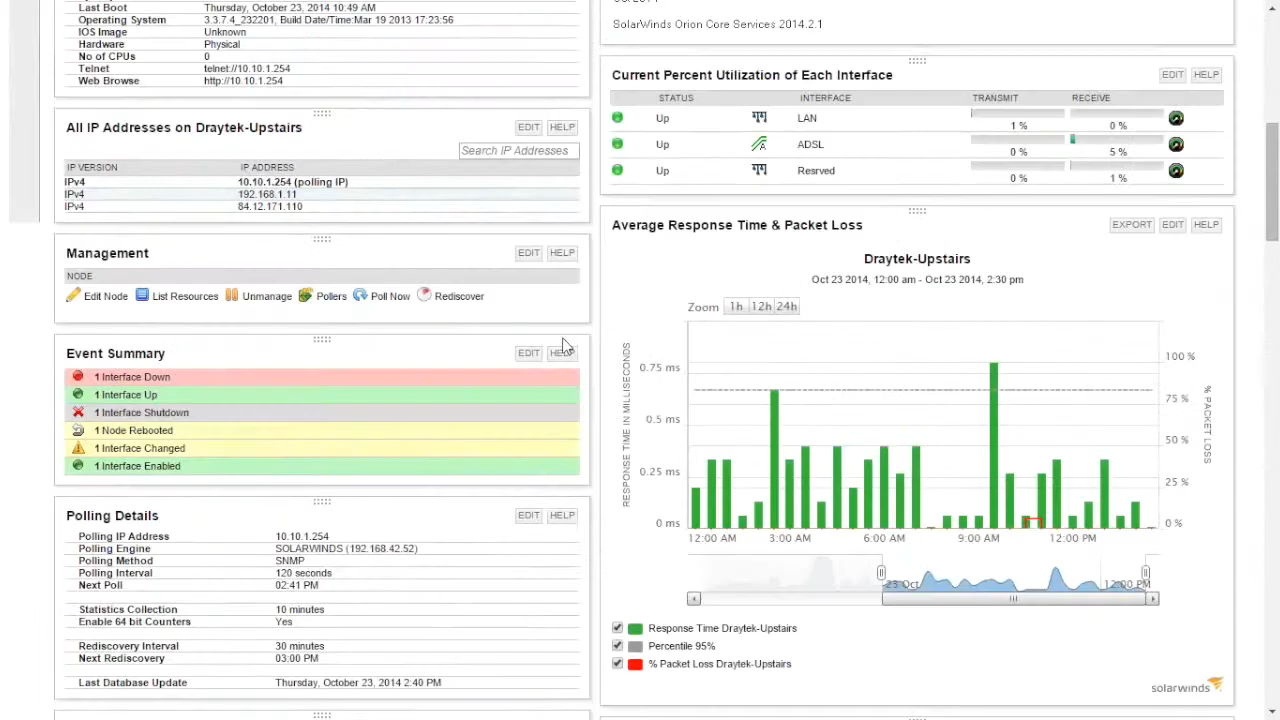 Last Boot Thursday, October 23, 2014 10:49 AM
Operating System 3.3.7.4_232201, Build Date/Time:Mar 19 2013 17:23:56
IOS Image Unknown
Hardware Physical
No of CPUs 0
Telnet telnet://10.10.1.254
Web Browse http://10.10.1.254
All IP Addresses on Draytek-Upstairs EDIT HELP
Search IP Addresses
IP VERSION IP ADDRESS
IPv4 10.10.1.254 (polling IP)
IPv4 192.168.1.11
IPv4 84.12.171.110
Management EDIT HELP
NODE
Edit Node List Resources Unmanage Pollers Poll Now Rediscover
Event Summary EDIT HELP
1 Interface Down
1 Interface Up
1 Interface Shutdown
1 Node Rebooted
1 Interface Changed
1 Interface Enabled
Polling Details EDIT HELP
Polling IP Address 10.10.1.254
Polling Engine SOLARWINDS (192.168.42.52)
Polling Method SNMP
Polling Interval 120 seconds
Next Poll 02:41 PM
Statistics Collection 10 minutes
Enable 64 bit Counters Yes
Rediscovery Interval 30 minutes
Next Rediscovery 03:00 PM
Last Database Update Thursday, October 23, 2014 2:40 PM
SolarWinds Orion Core Services 2014.2.1
Current Percent Utilization of Each Interface EDIT HELP
STATUS INTERFACE TRANSMIT RECEIVE
Up LAN 1 % 0 %
Up ADSL 0 % 5 %
Up Resrved 0 % 1 %
Average Response Time & Packet Loss EXPORT EDIT HELP
Draytek-Upstairs
Oct 23 2014, 12:00 am - Oct 23 2014, 2:30 pm
Zoom 1h 12h 24h
RESPONSE TIME IN MILLISECONDS
0.75 ms
0.5 ms
0.25 ms
0 ms
100 %
75 %
50 %
25 %
0 %
% PACKET LOSS
12:00 AM 3:00 AM 6:00 AM 9:00 AM 12:00 PM
23 Oct 12:00 PM
Response Time Draytek-Upstairs
Percentile 95%
% Packet Loss Draytek-Upstairs
solarwinds